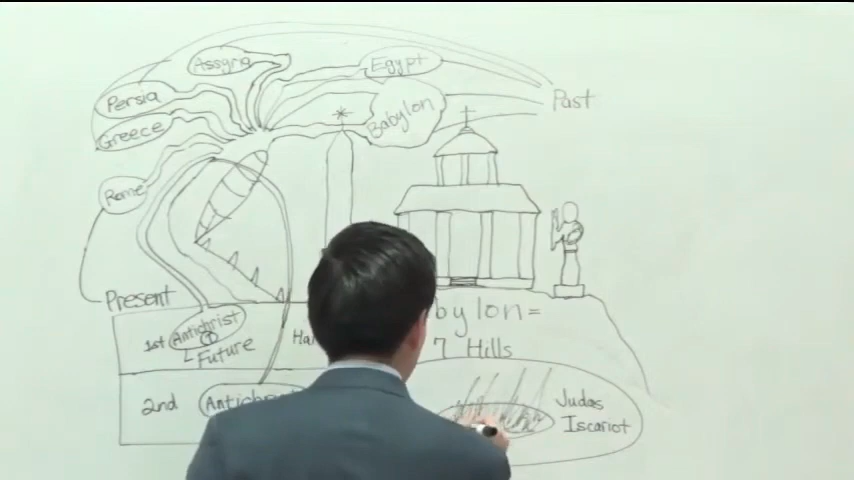 Assyria
Egypt
Persia
Past
Babylon
Greece
Rome
Present
1st Antichrist
Future
bylon =
7 Hills
2nd
Judas
Iscariot